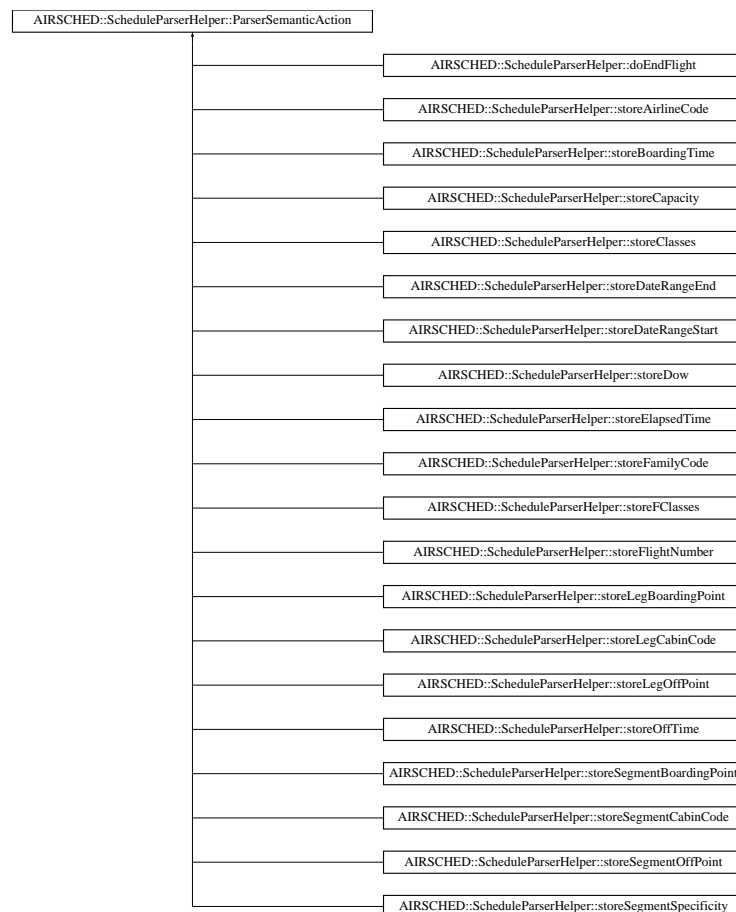 AIRSCHED::ScheduleParserHelper::ParserSemanticAction
AIRSCHED::ScheduleParserHelper::doEndFlight
AIRSCHED::ScheduleParserHelper::storeAirlineCode
AIRSCHED::ScheduleParserHelper::storeBoardingTime
AIRSCHED::ScheduleParserHelper::storeCapacity
AIRSCHED::ScheduleParserHelper::storeClasses
AIRSCHED::ScheduleParserHelper::storeDateRangeEnd
AIRSCHED::ScheduleParserHelper::storeDateRangeStart
AIRSCHED::ScheduleParserHelper::storeDow
AIRSCHED::ScheduleParserHelper::storeElapsedTime
AIRSCHED::ScheduleParserHelper::storeFamilyCode
AIRSCHED::ScheduleParserHelper::storeFClasses
AIRSCHED::ScheduleParserHelper::storeFlightNumber
AIRSCHED::ScheduleParserHelper::storeLegBoardingPoint
AIRSCHED::ScheduleParserHelper::storeLegCabinCode
AIRSCHED::ScheduleParserHelper::storeLegOffPoint
AIRSCHED::ScheduleParserHelper::storeOffTime
AIRSCHED::ScheduleParserHelper::storeSegmentBoardingPoint
AIRSCHED::ScheduleParserHelper::storeSegmentCabinCode
AIRSCHED::ScheduleParserHelper::storeSegmentOffPoint
AIRSCHED::ScheduleParserHelper::storeSegmentSpecificity